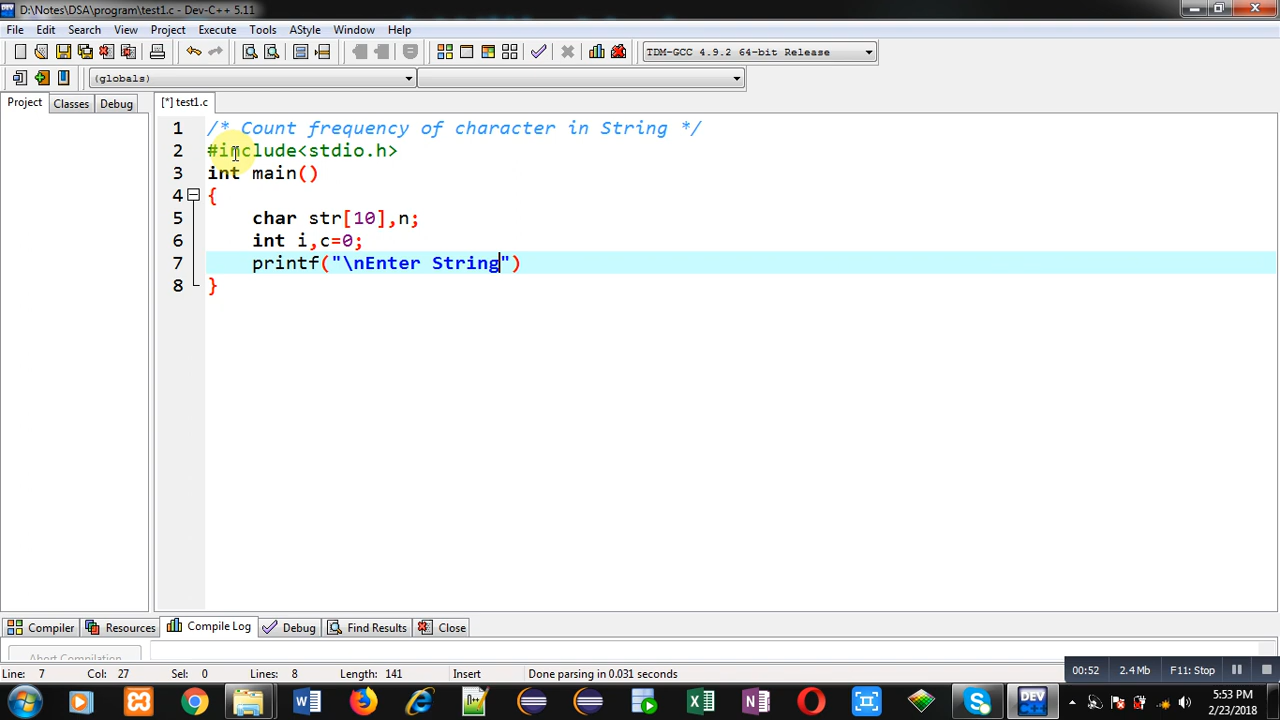 D:\Notes\DSA\program\test1.c - Dev-C++ 5.11
File Edit Search View Project Execute Tools AStyle Window Help
TDM-GCC 4.9.2 64-bit Release
(globals)
Project Classes Debug [*] test1.c
1 /* Count frequency of character in String */
2 #include<stdio.h>
3 int main()
4 {
5 char str[10],n;
6 int i,c=0;
7 printf("\nEnter String")
8 }
Compiler Resources Compile Log Debug Find Results Close
Abort Compilation
Line: 7 Col: 27 Sel: 0 Lines: 8 Length: 141 Insert Done parsing in 0.031 seconds
00:52 2.4 Mb F11: Stop
DEV
5:53 PM
2/23/2018